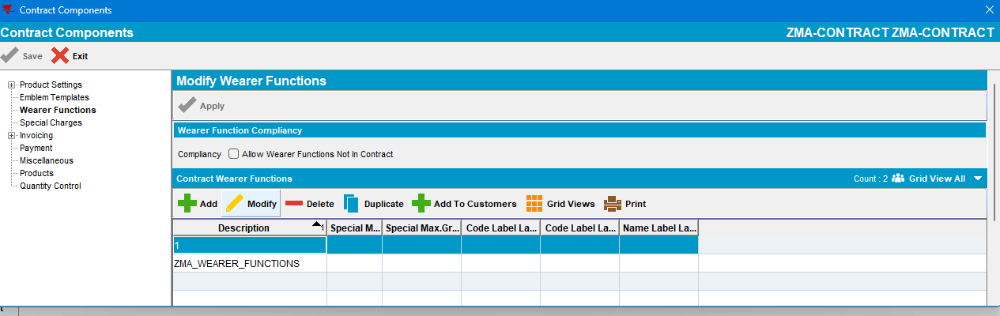 Contract Components
Contract Components ZMA-CONTRACT ZMA-CONTRACT
Save Exit
Product Settings
Emblem Templates
Wearer Functions
Special Charges
Invoicing
Payment
Miscellaneous
Products
Quantity Control
Modify Wearer Functions
Apply
Wearer Function Compliancy
Compliancy Allow Wearer Functions Not In Contract
Contract Wearer Functions Count : 2 Grid View All
Add Modify Delete Duplicate Add To Customers Grid Views Print
Description 1 Special M... Special Max.Gr... Code Label La... Code Label La... Name Label La...
1
ZMA_WEARER_FUNCTIONS